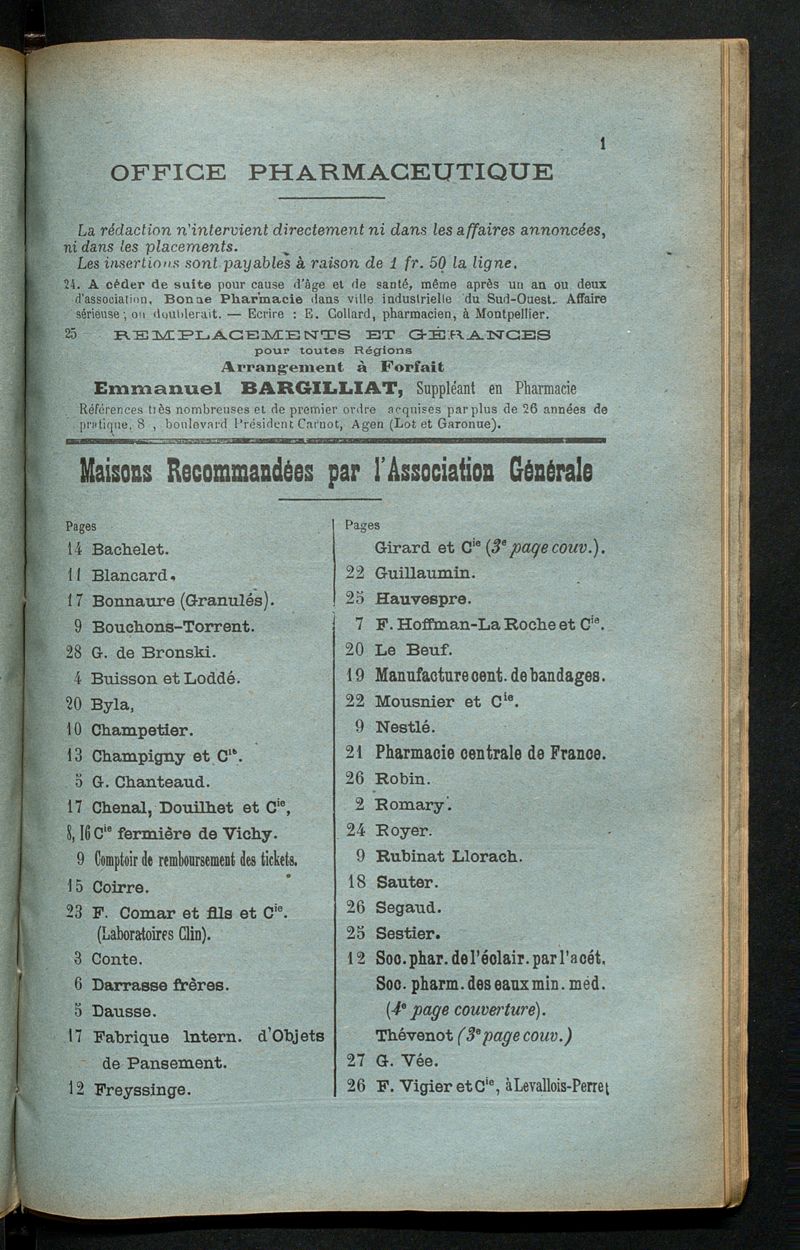 1
OFFICE PHARMACEUTIQUE
La rédaction n'intervient directement ni dans les affaires annoncées,
ni dans les placements.
Les insertions sont payables à raison de 1 fr. 50 la ligne.
24. A céder de suite pour cause d'âge et de santé, même après un an ou deux
d'association, Bonne Pharmacie dans ville industrielle du Sud-Ouest. Affaire
sérieuse; on doublerait. — Ecrire : E. Collard, pharmacien, à Montpellier.
25 REMPLACEMENTS ET GÉRANCES
pour toutes Régions
Arrangement à Forfait
Emmanuel BARGILLIAT, Suppléant en Pharmacie
Références très nombreuses et de premier ordre acquises par plus de 26 années de
pratique, 8 , boulevard Président Carnot, Agen (Lot et Garonne).
Maisons Recommandées par l'Association Générale
Pages
14 Bachelet.
11 Blancard,
17 Bonnaure (Granulés).
9 Bouchons-Torrent.
28 G. de Bronski.
4 Buisson et Loddé.
20 Byla,
10 Champetier.
13 Champigny et Cie.
5 G. Chanteaud.
17 Chenal, Douilhet et Cie,
8, 16 Cie fermière de Vichy.
9 Comptoir de remboursement des tickets.
15 Coirre.
23 F. Comar et fils et Cie.
(Laboratoires Clin).
3 Conte.
6 Darrasse frères.
5 Dausse.
17 Fabrique Intern. d'Objets
de Pansement.
12 Freyssinge.
Pages
Girard et Cie (3e page couv.).
22 Guillaumin.
25 Hauvespre.
7 F. Hoffman-La Roche et Cie.
20 Le Beuf.
19 Manufacture cent. de bandages.
22 Mousnier et Cie.
9 Nestlé.
21 Pharmacie centrale de France.
26 Robin.
2 Romary.
24 Royer.
9 Rubinat Llorach.
18 Sauter.
26 Segaud.
25 Sestier.
12 Soc. phar. de l'éclair. par l'acét.
Soc. pharm. des eaux min. méd.
(4e page couverture).
Thévenot (3e page couv.)
27 G. Vée.
26 F. Vigier et Cie, à Levallois-Perret